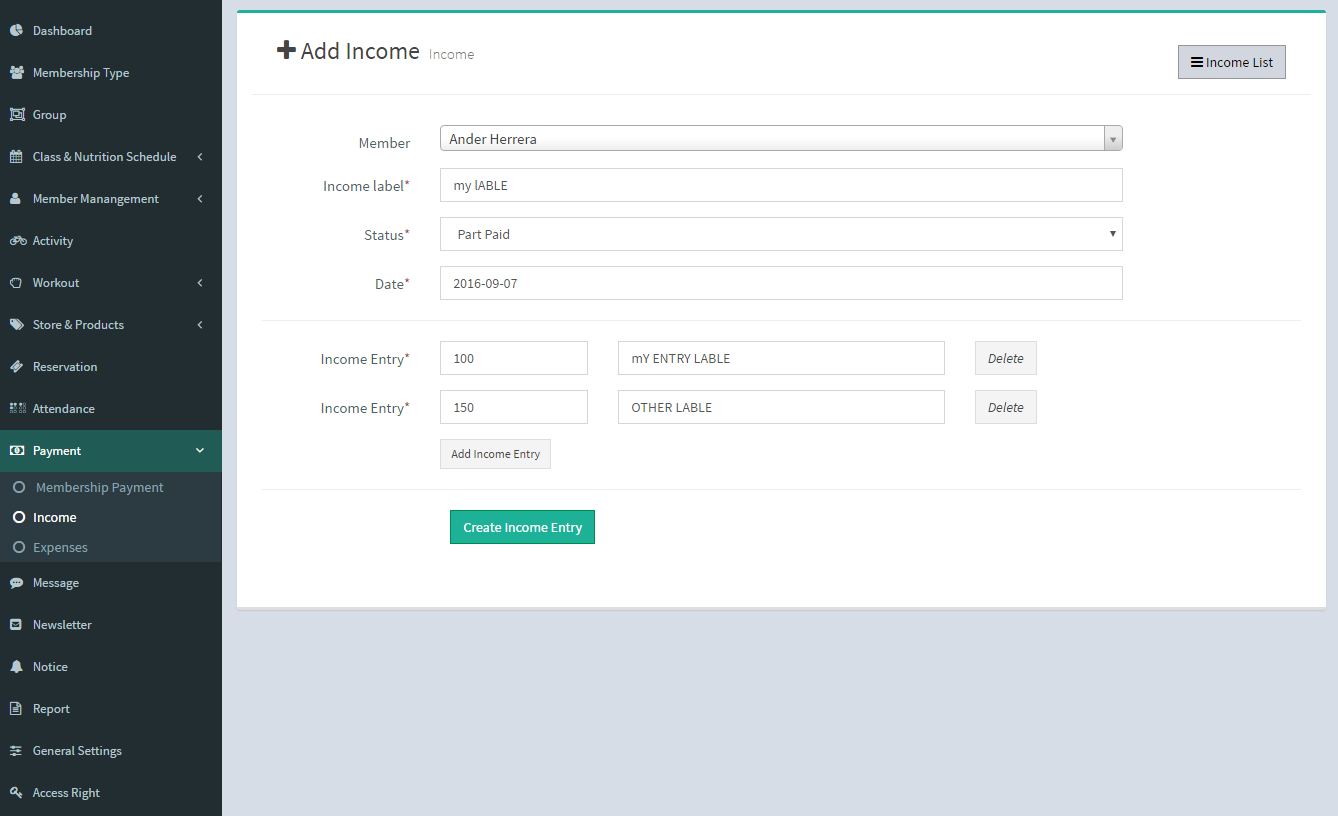 Dashboard
Membership Type
Group
Class & Nutrition Schedule
Member Manangement
Activity
Workout
Store & Products
Reservation
Attendance
Payment
Membership Payment
Income
Expenses
Message
Newsletter
Notice
Report
General Settings
Access Right
Add Income Income
Income List
Member Ander Herrera
Income label* my lABLE
Status* Part Paid
Date* 2016-09-07
Income Entry* 100 mY ENTRY LABLE Delete
Income Entry* 150 OTHER LABLE Delete
Add Income Entry
Create Income Entry